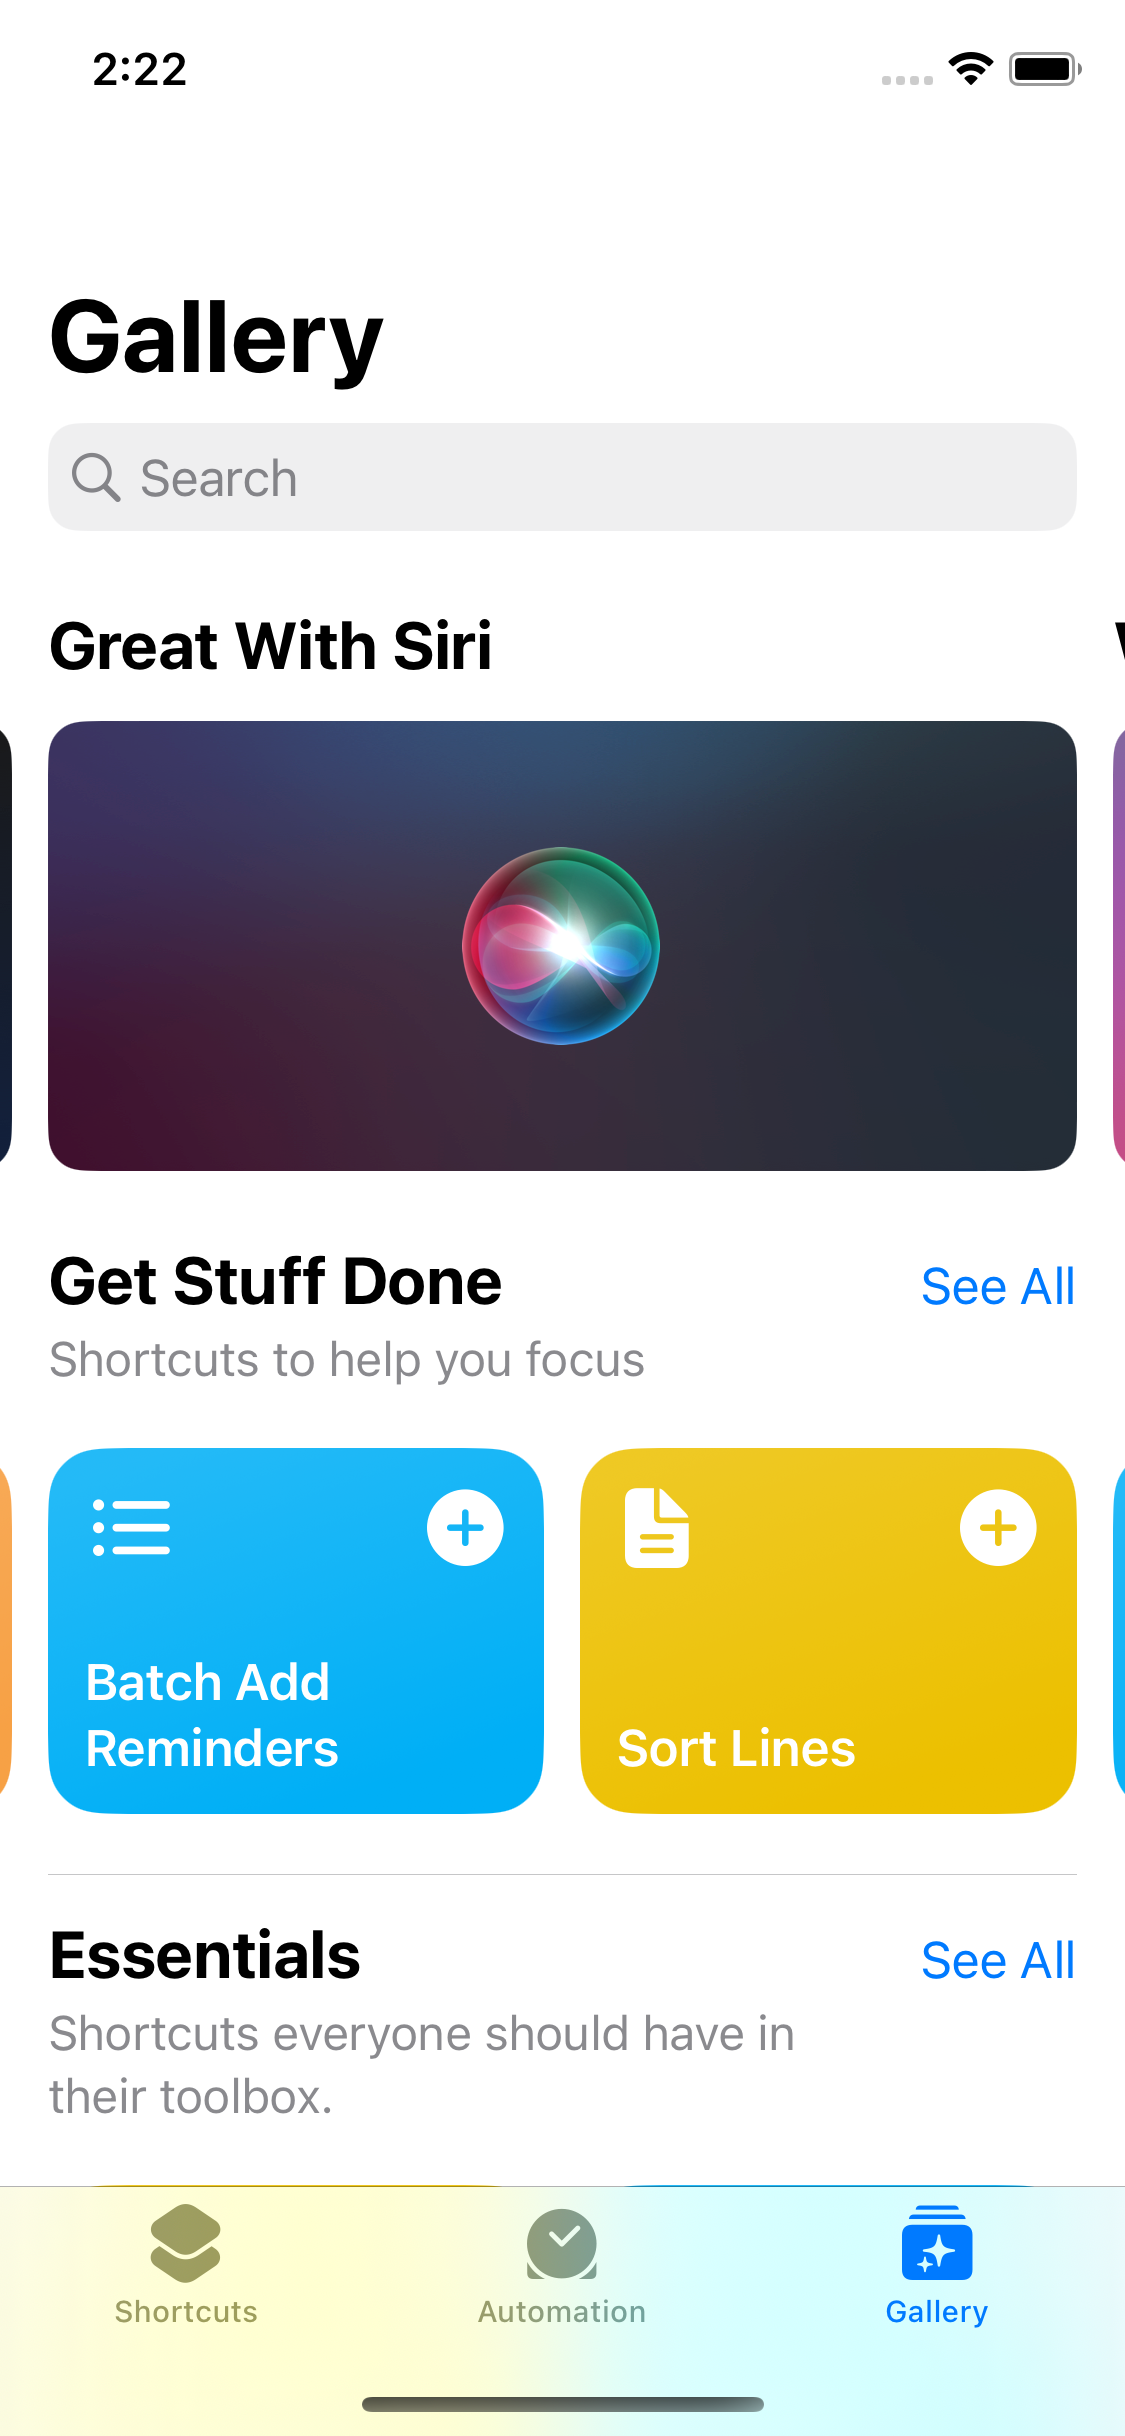 2:22
Gallery
Search
Great With Siri
Get Stuff Done
See All
Shortcuts to help you focus
Batch Add
Reminders
Sort Lines
Essentials
See All
Shortcuts everyone should have in
their toolbox.
Shortcuts
Automation
Gallery